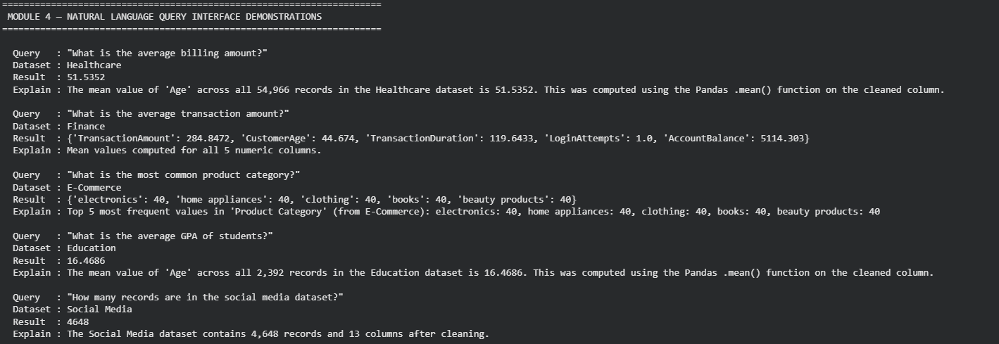 ======================================================================
MODULE 4 — NATURAL LANGUAGE QUERY INTERFACE DEMONSTRATIONS
======================================================================
Query   : "What is the average billing amount?"
Dataset : Healthcare
Result  : 51.5352
Explain : The mean value of 'Age' across all 54,966 records in the Healthcare dataset is 51.5352. This was computed using the Pandas .mean() function on the cleaned column.
Query   : "What is the average transaction amount?"
Dataset : Finance
Result  : {'TransactionAmount': 284.8472, 'CustomerAge': 44.674, 'TransactionDuration': 119.6433, 'LoginAttempts': 1.0, 'AccountBalance': 5114.303}
Explain : Mean values computed for all 5 numeric columns.
Query   : "What is the most common product category?"
Dataset : E-Commerce
Result  : {'electronics': 40, 'home appliances': 40, 'clothing': 40, 'books': 40, 'beauty products': 40}
Explain : Top 5 most frequent values in 'Product Category' (from E-Commerce): electronics: 40, home appliances: 40, clothing: 40, books: 40, beauty products: 40
Query   : "What is the average GPA of students?"
Dataset : Education
Result  : 16.4686
Explain : The mean value of 'Age' across all 2,392 records in the Education dataset is 16.4686. This was computed using the Pandas .mean() function on the cleaned column.
Query   : "How many records are in the social media dataset?"
Dataset : Social Media
Result  : 4648
Explain : The Social Media dataset contains 4,648 records and 13 columns after cleaning.